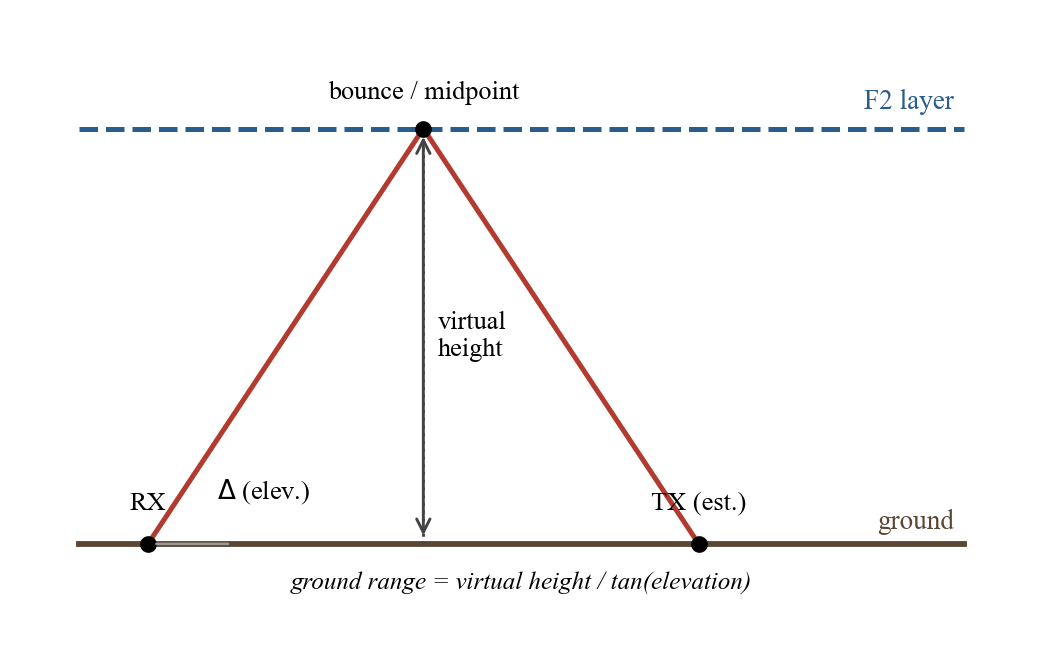 bounce / midpoint
F2 layer
virtual
height
Δ (elev.)
RX
TX (est.)
ground
ground range = virtual height / tan(elevation)